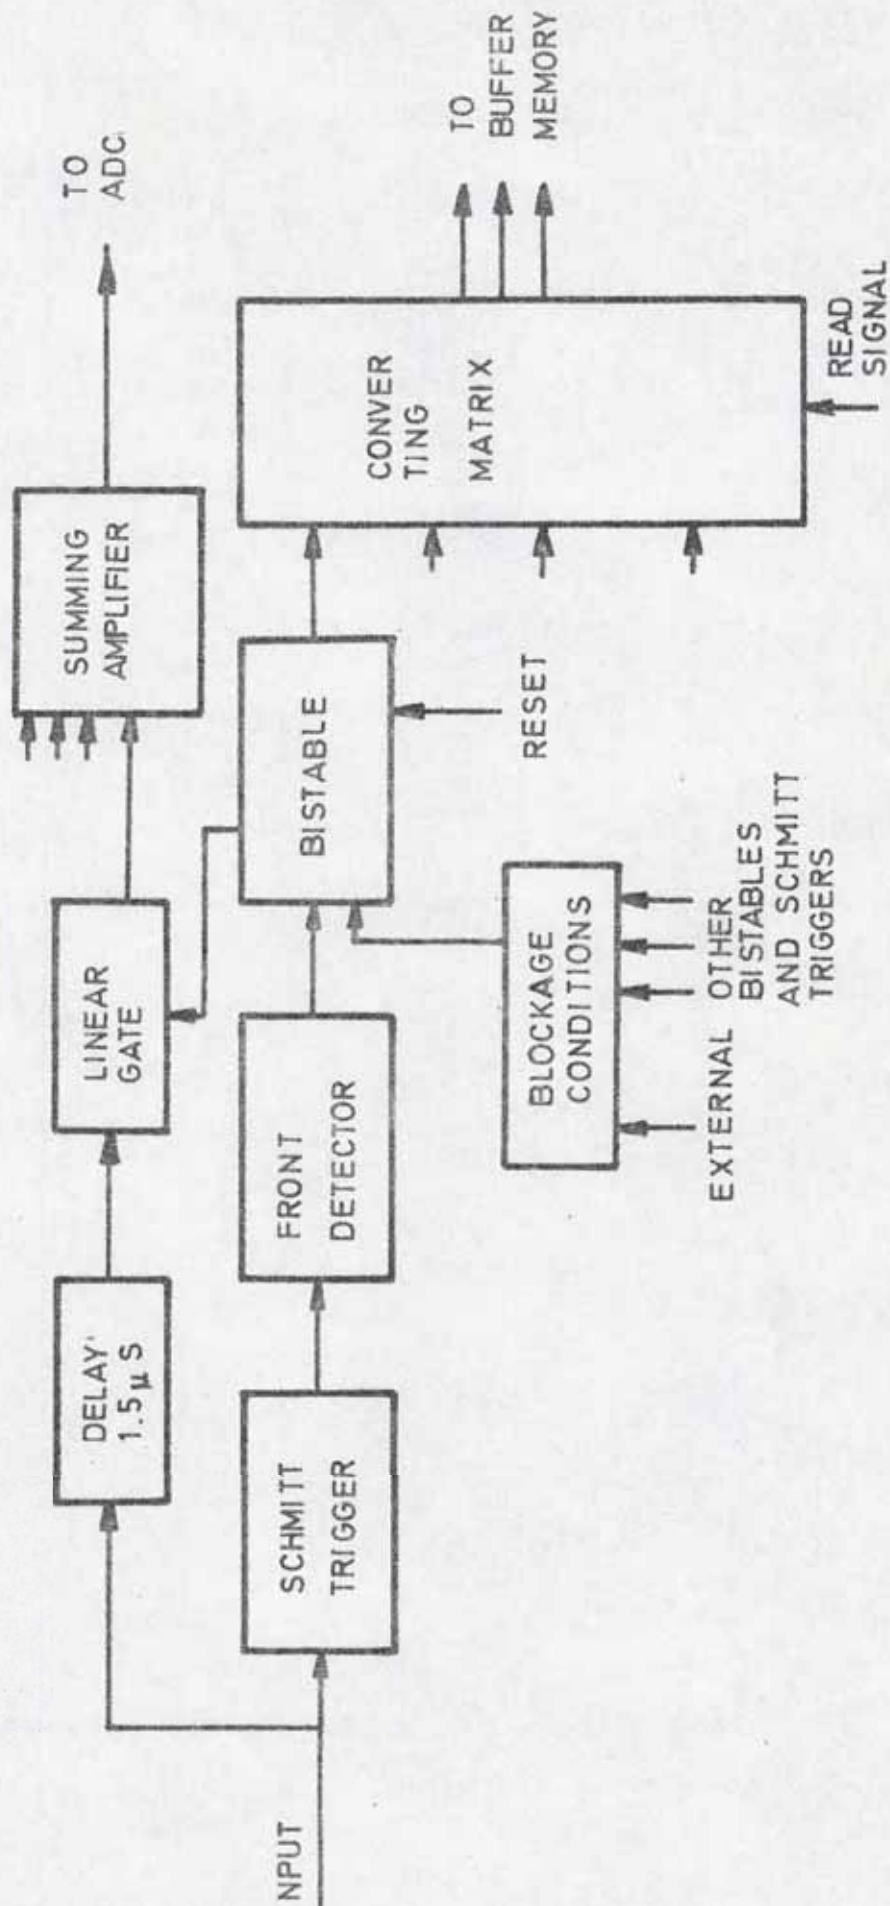 NPUT
DELAY
1.5μS
SCHMITT
TRIGGER
LINEAR
GATE
FRONT
DETECTOR
BLOCKAGE
CONDITIONS
EXTERNAL
OTHER
BISTABLES
AND SCHMITT
TRIGGERS
SUMMING
AMPLIFIER
BISTABLE
RESET
TO
ADC
CONVER
TING
MATRIX
READ
SIGNAL
TO
BUFFER
MEMORY